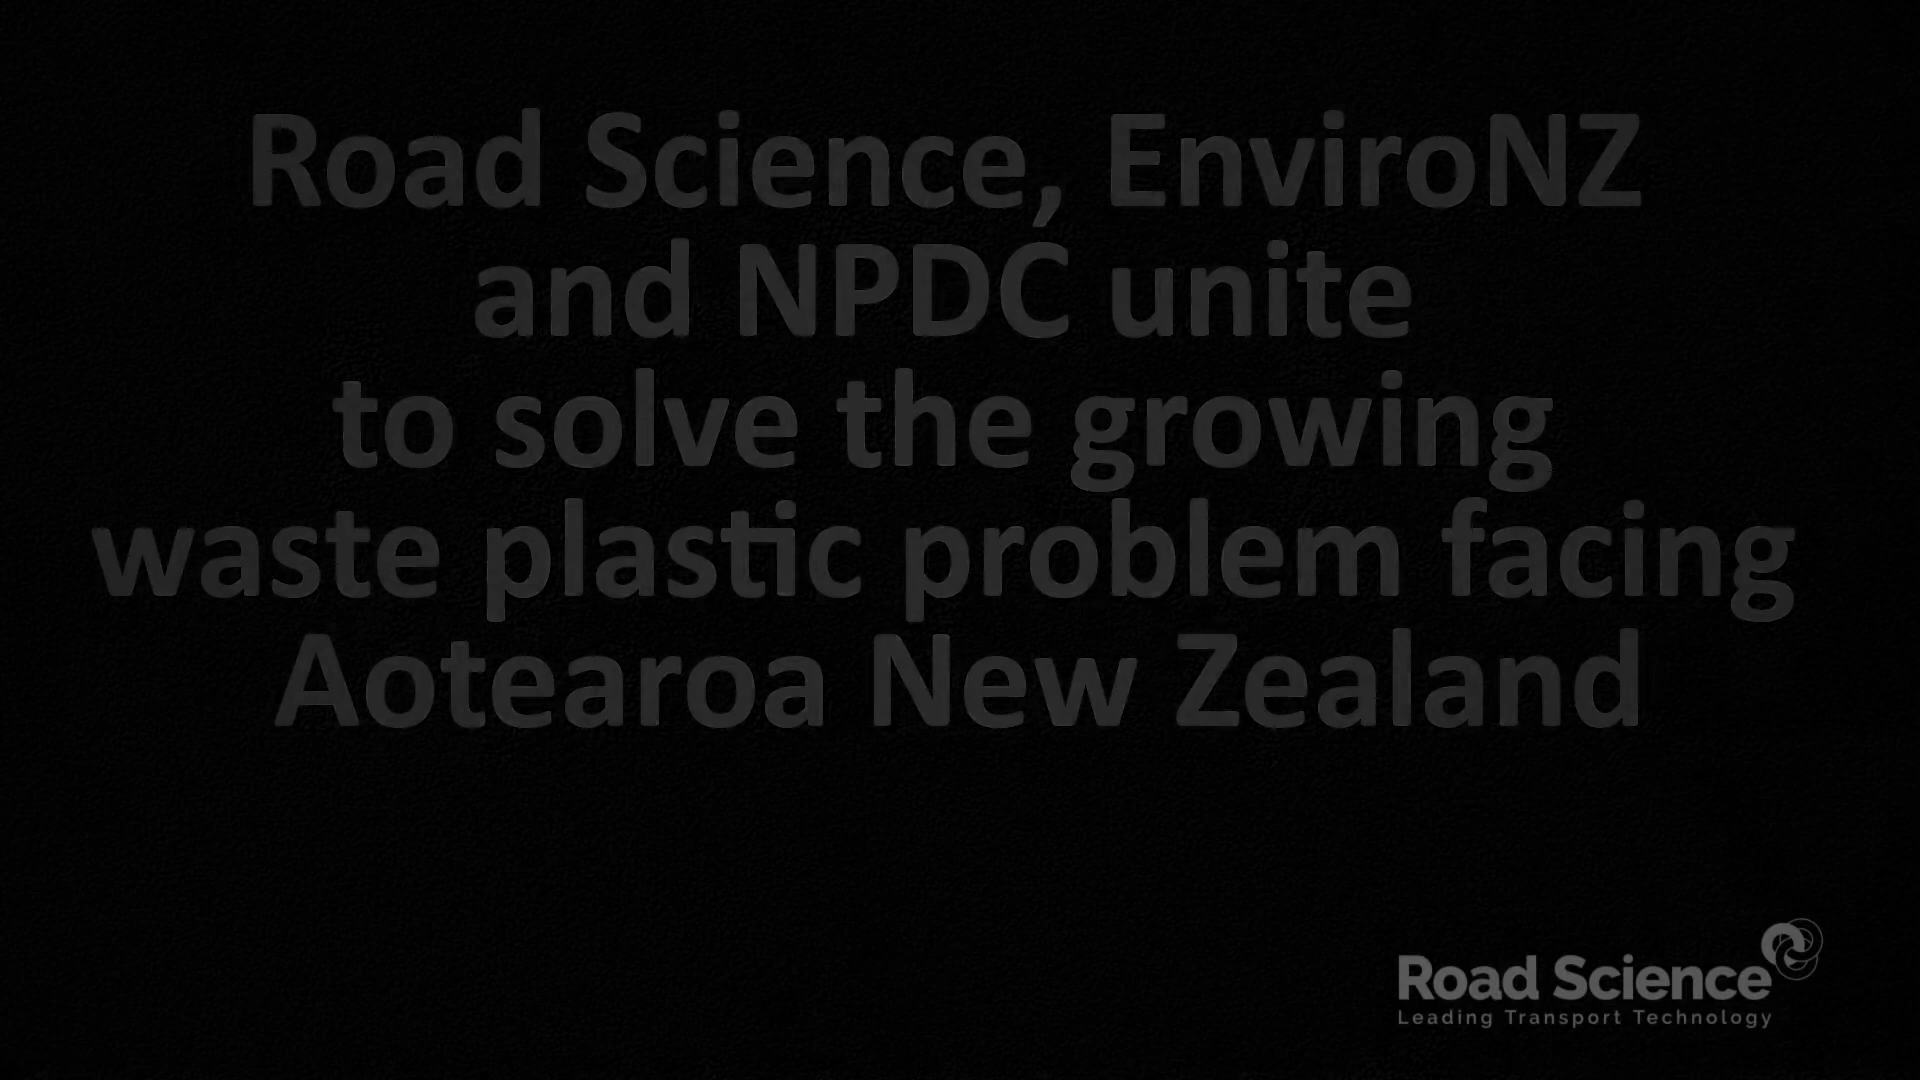 Road Science, EnviroNZ
and NPDC unite
to solve the growing
waste plastic problem facing
Aotearoa New Zealand
Road Science
Leading Transport Technology